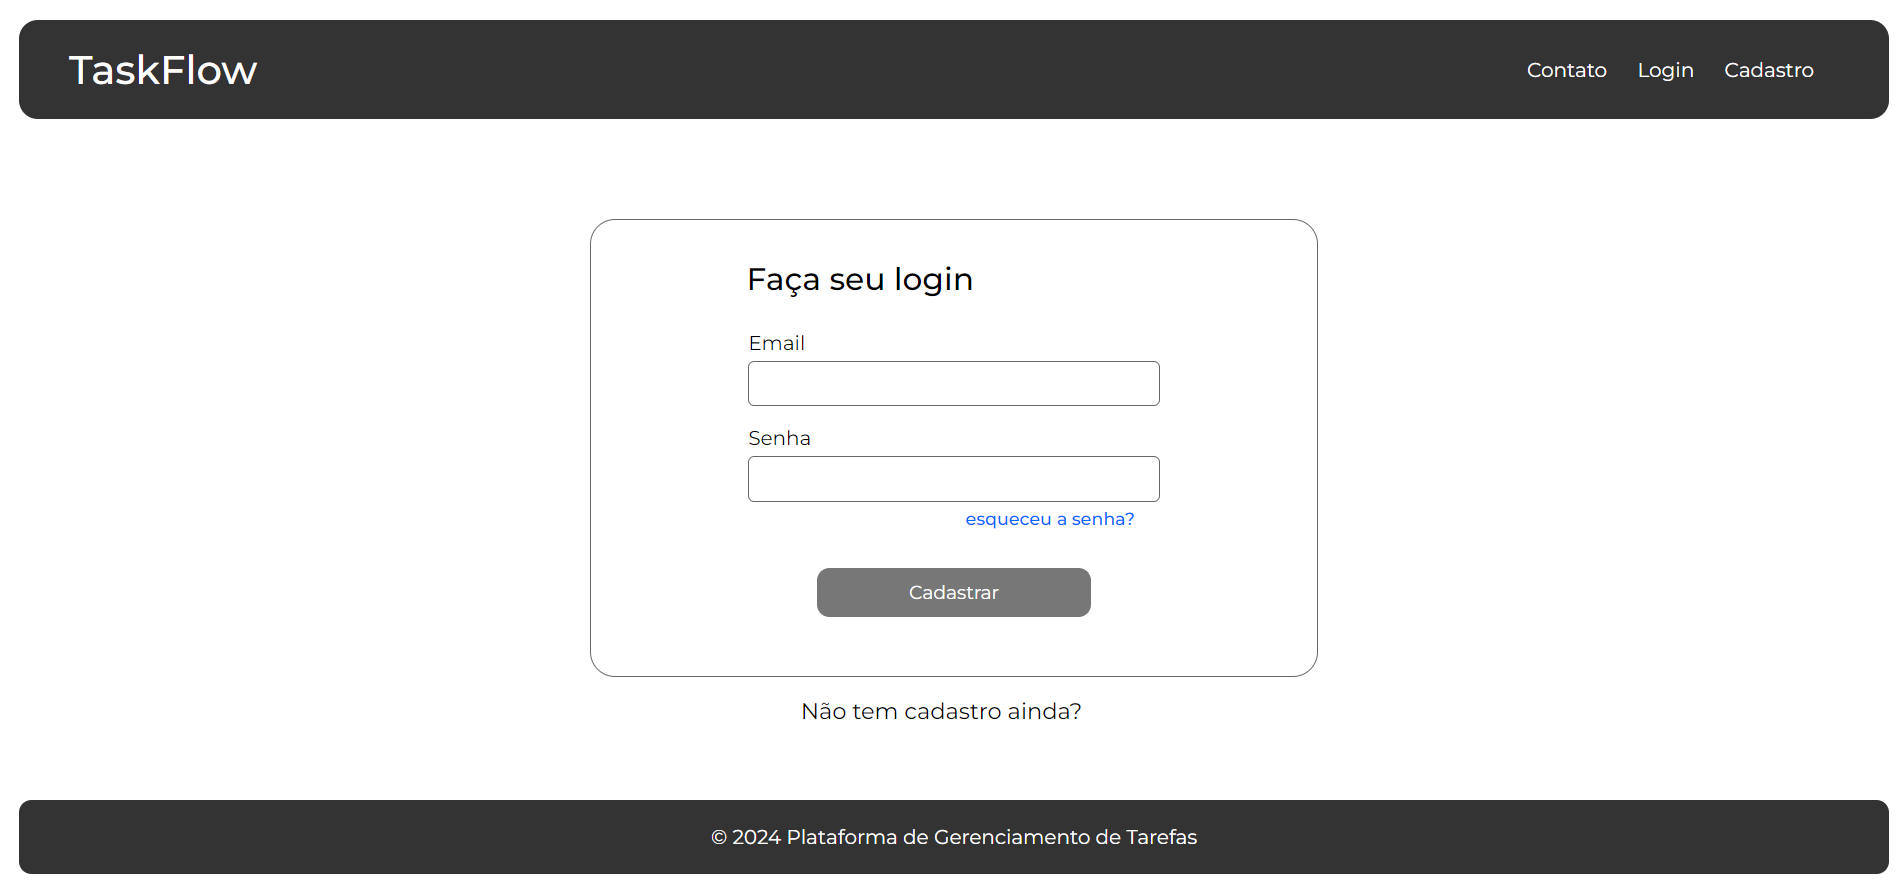 TaskFlow
Contato Login Cadastro
Faça seu login
Email
Senha
esqueceu a senha?
Cadastrar
Não tem cadastro ainda?
© 2024 Plataforma de Gerenciamento de Tarefas